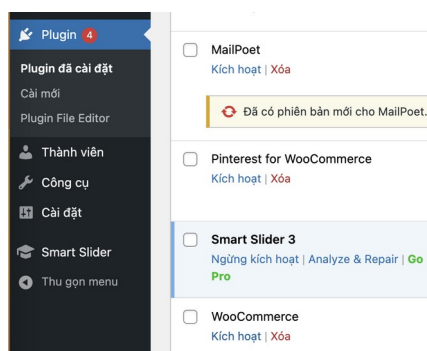 Plugin 4
Plugin đã cài đặt
Cài mới
Plugin File Editor
Thành viên
Công cụ
Cài đặt
Smart Slider
Thu gọn menu
MailPoet
Kích hoạt | Xóa
Đã có phiên bản mới cho MailPoet.
Pinterest for WooCommerce
Kích hoạt | Xóa
Smart Slider 3
Ngừng kích hoạt | Analyze & Repair | Go
Pro
WooCommerce
Kích hoạt | Xóa